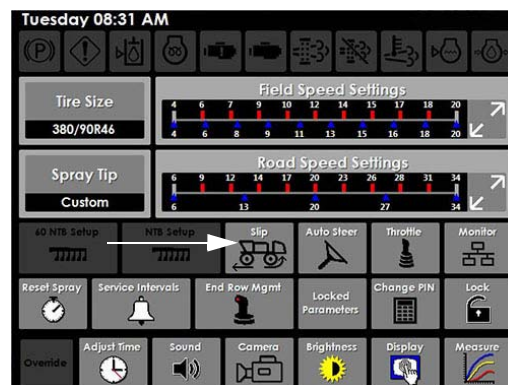 Tuesday 08:31 AM
(P)
Tire Size
380/90R46
Field Speed Settings
4 6 7 9 10 12 14 15 17 18 20
4 6 8 9 11 13 15 16 18 20
Spray Tip
Custom
Road Speed Settings
6 9 12 14 17 20 23 26 28 31 34
6 13 20 27 34
60 NTB Setup
NTB Setup
Slip
Auto Steer
Throttle
Monitor
Reset Spray
Service Intervals
End Row Mgmt
Locked
Parameters
Change PIN
Lock
Override
Adjust Time
Sound
Camera
Brightness
Display
Measure